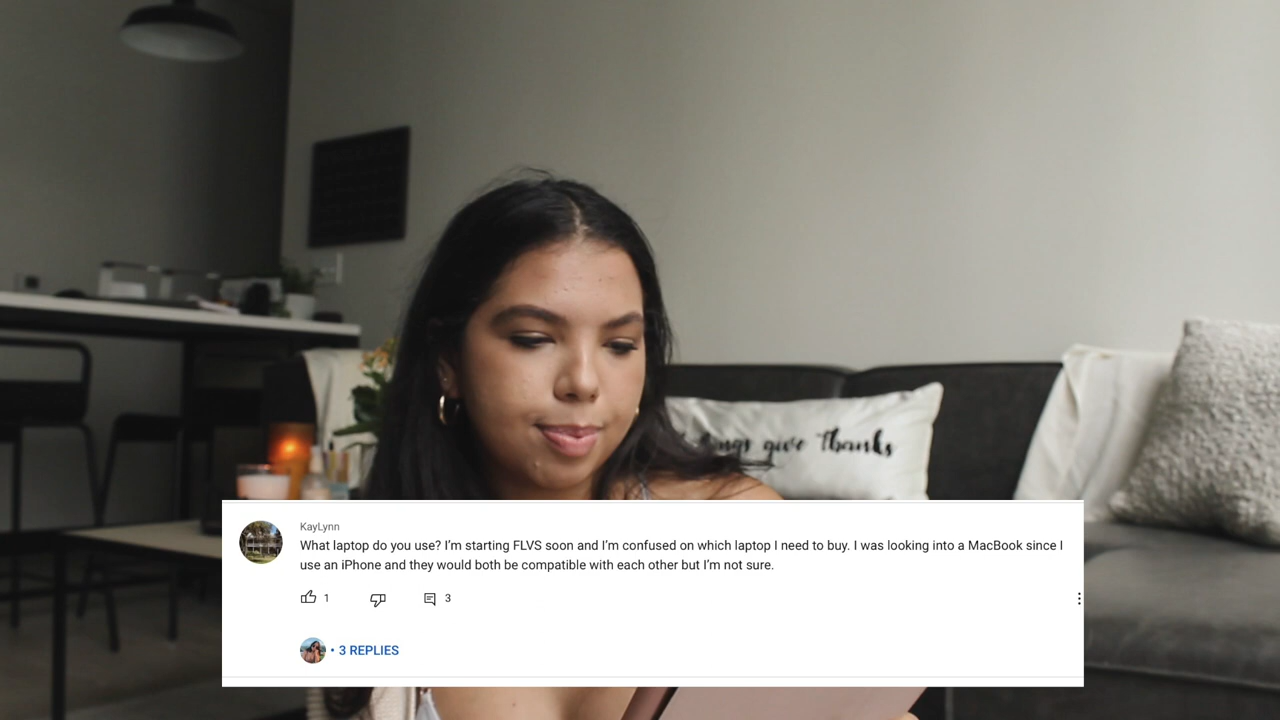 give thanks
KayLynn
What laptop do you use? I’m starting FLVS soon and I’m confused on which laptop I need to buy. I was looking into a MacBook since I
use an iPhone and they would both be compatible with each other but I’m not sure.
1
3
• 3 REPLIES